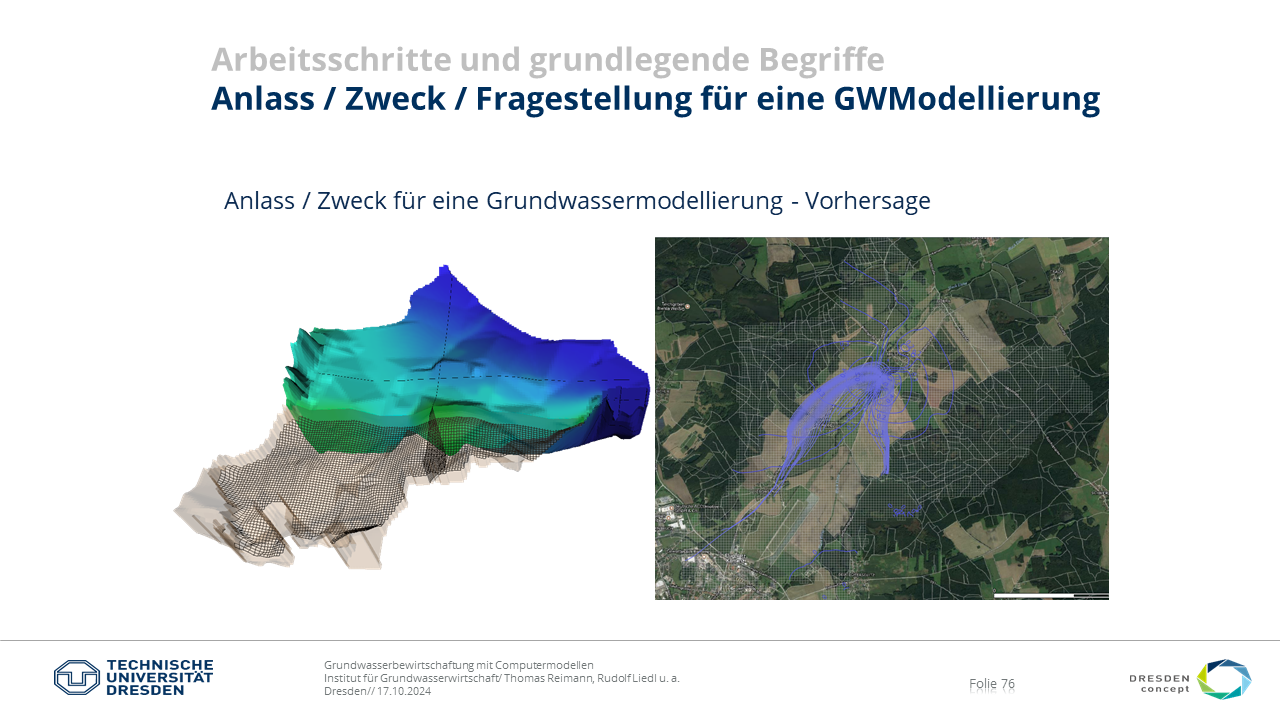 Arbeitsschritte und grundlegende Begriffe
Anlass / Zweck / Fragestellung für eine GWModellierung
Anlass / Zweck für eine Grundwassermodellierung - Vorhersage
TECHNISCHE
UNIVERSITÄT
DRESDEN
Grundwasserbewirtschaftung mit Computermodellen
Institut für Grundwasserwirtschaft/ Thomas Reimann, Rudolf Liedl u. a.
Dresden// 17.10.2024
Folie 76
DRESDEN
concept